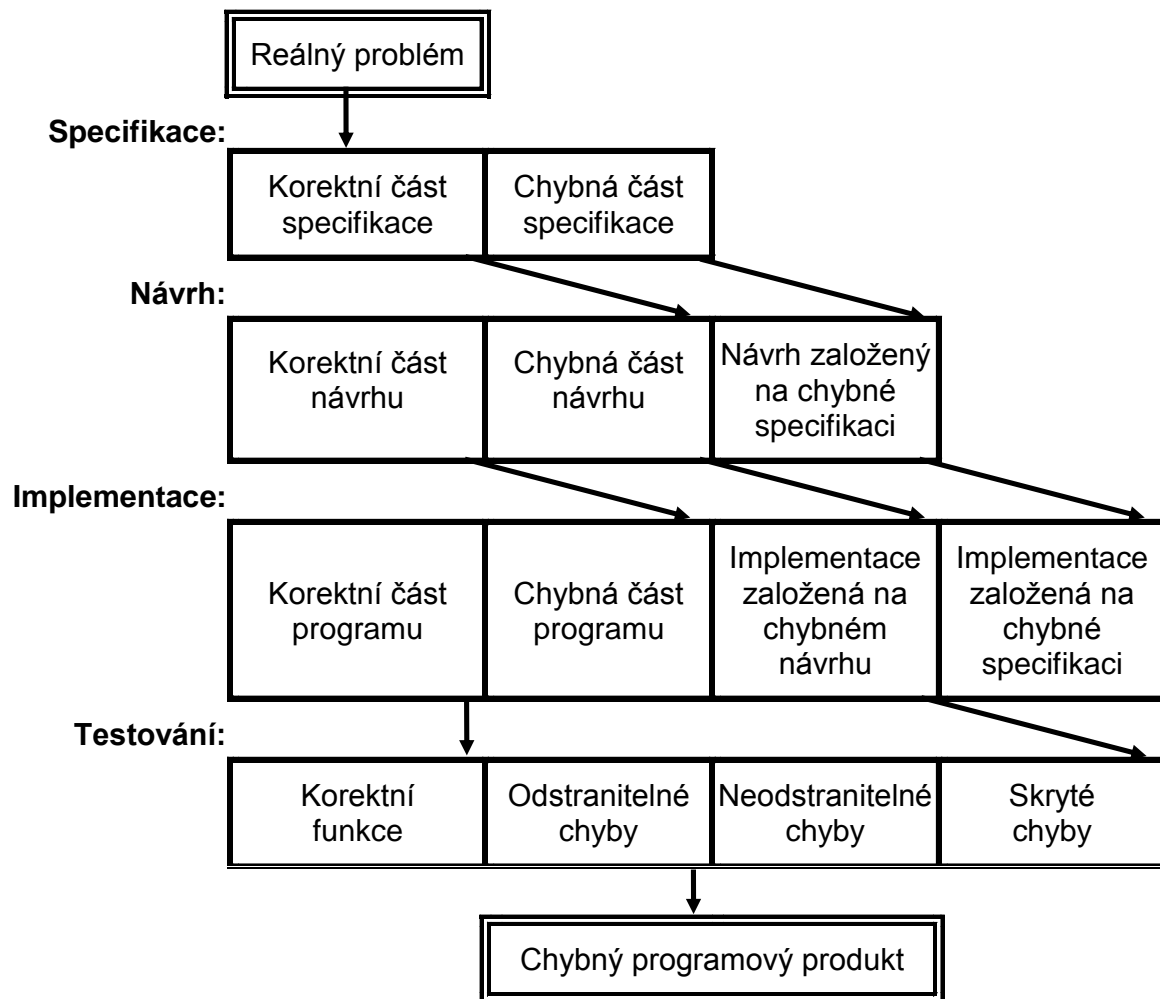 Reálný problém
Specifikace:
Korektní část
specifikace
Chybná část
specifikace
Návrh:
Korektní část
návrhu
Chybná část
návrhu
Návrh založený
na chybné
specifikaci
Implementace:
Korektní část
programu
Chybná část
programu
Implementace
založená na
chybném
návrhu
Implementace
založená na
chybné
specifikaci
Testování:
Korektní
funkce
Odstranitelné
chyby
Neodstranitelné
chyby
Skryté
chyby
Chybný programový produkt